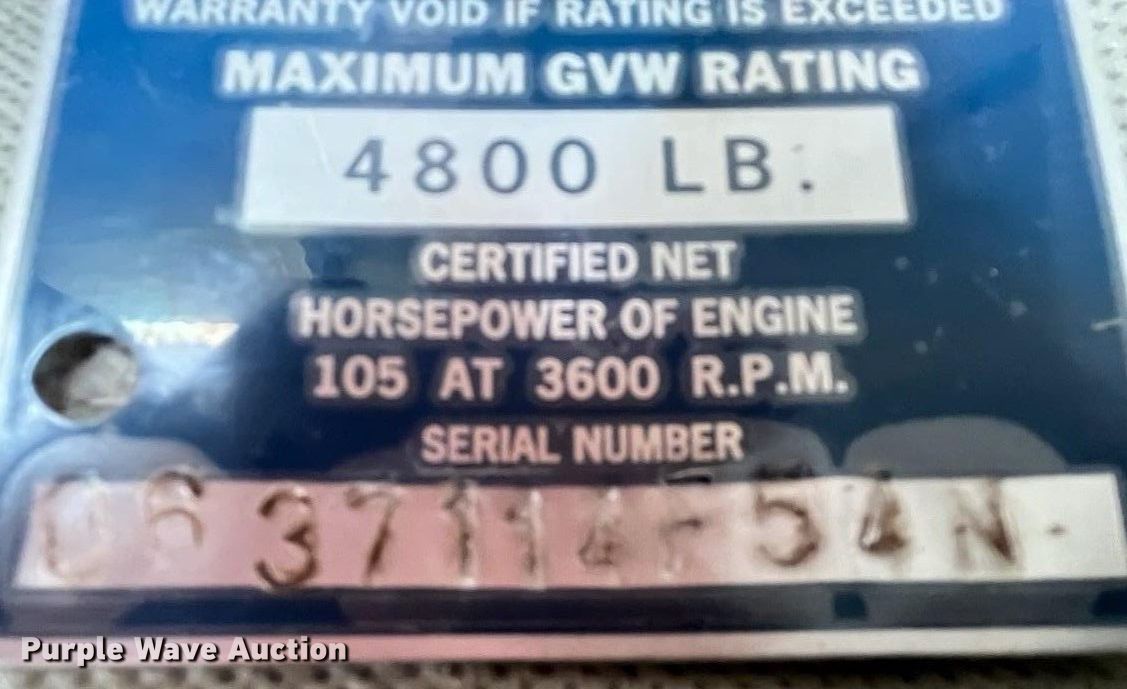 WARRANTY VOID IF RATING IS EXCEEDED
MAXIMUM GVW RATING
4800 LB.
CERTIFIED NET
HORSEPOWER OF ENGINE
105 AT 3600 R.P.M.
SERIAL NUMBER
Purple Wave Auction